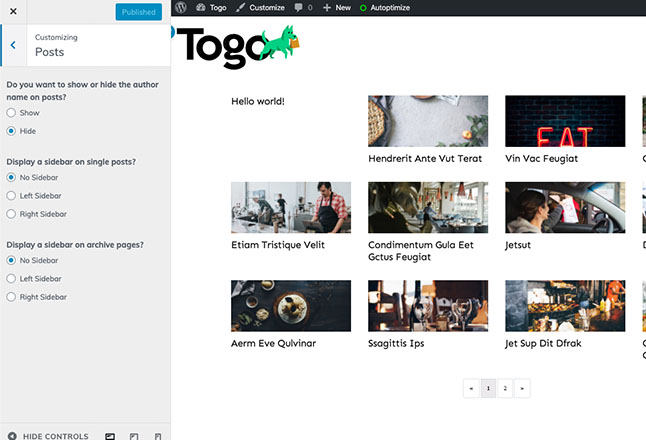 Customizing
Posts
Published
Do you want to show or hide the author
name on posts?
Show
Hide
Display a sidebar on single posts?
No Sidebar
Left Sidebar
Right Sidebar
Display a sidebar on archive pages?
No Sidebar
Left Sidebar
Right Sidebar
HIDE CONTROLS
Togo
Customize
0
New
Autoptimize
Togo
Hello world!
EAT
Hendrerit Ante Vut Terat
Vin Vac Feugiat
Etiam Tristique Velit
Condimentum Gula Eet
Gctus Feugiat
Jetsut
Aerm Eve Qulvinar
Ssagittis Ips
Jet Sup Dit Dfrak
« 1 2 »